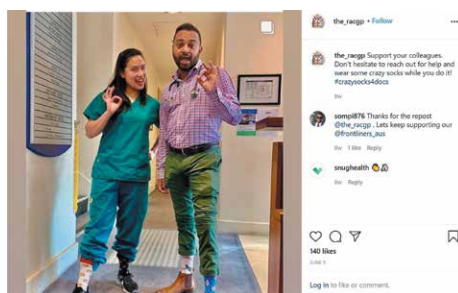 the_racgp • Follow
the_racgp Support your colleagues.
Don't hesitate to reach out for help and
wear some crazy socks while you do it!
#crazysocks4docs
8w
sompi876 Thanks for the repost
@the_racgp . Lets keep supporting our
@frontliners_aus
8w 1 like Reply
snughealth
8w Reply
140 likes
JUNE 5
Log in to like or comment.